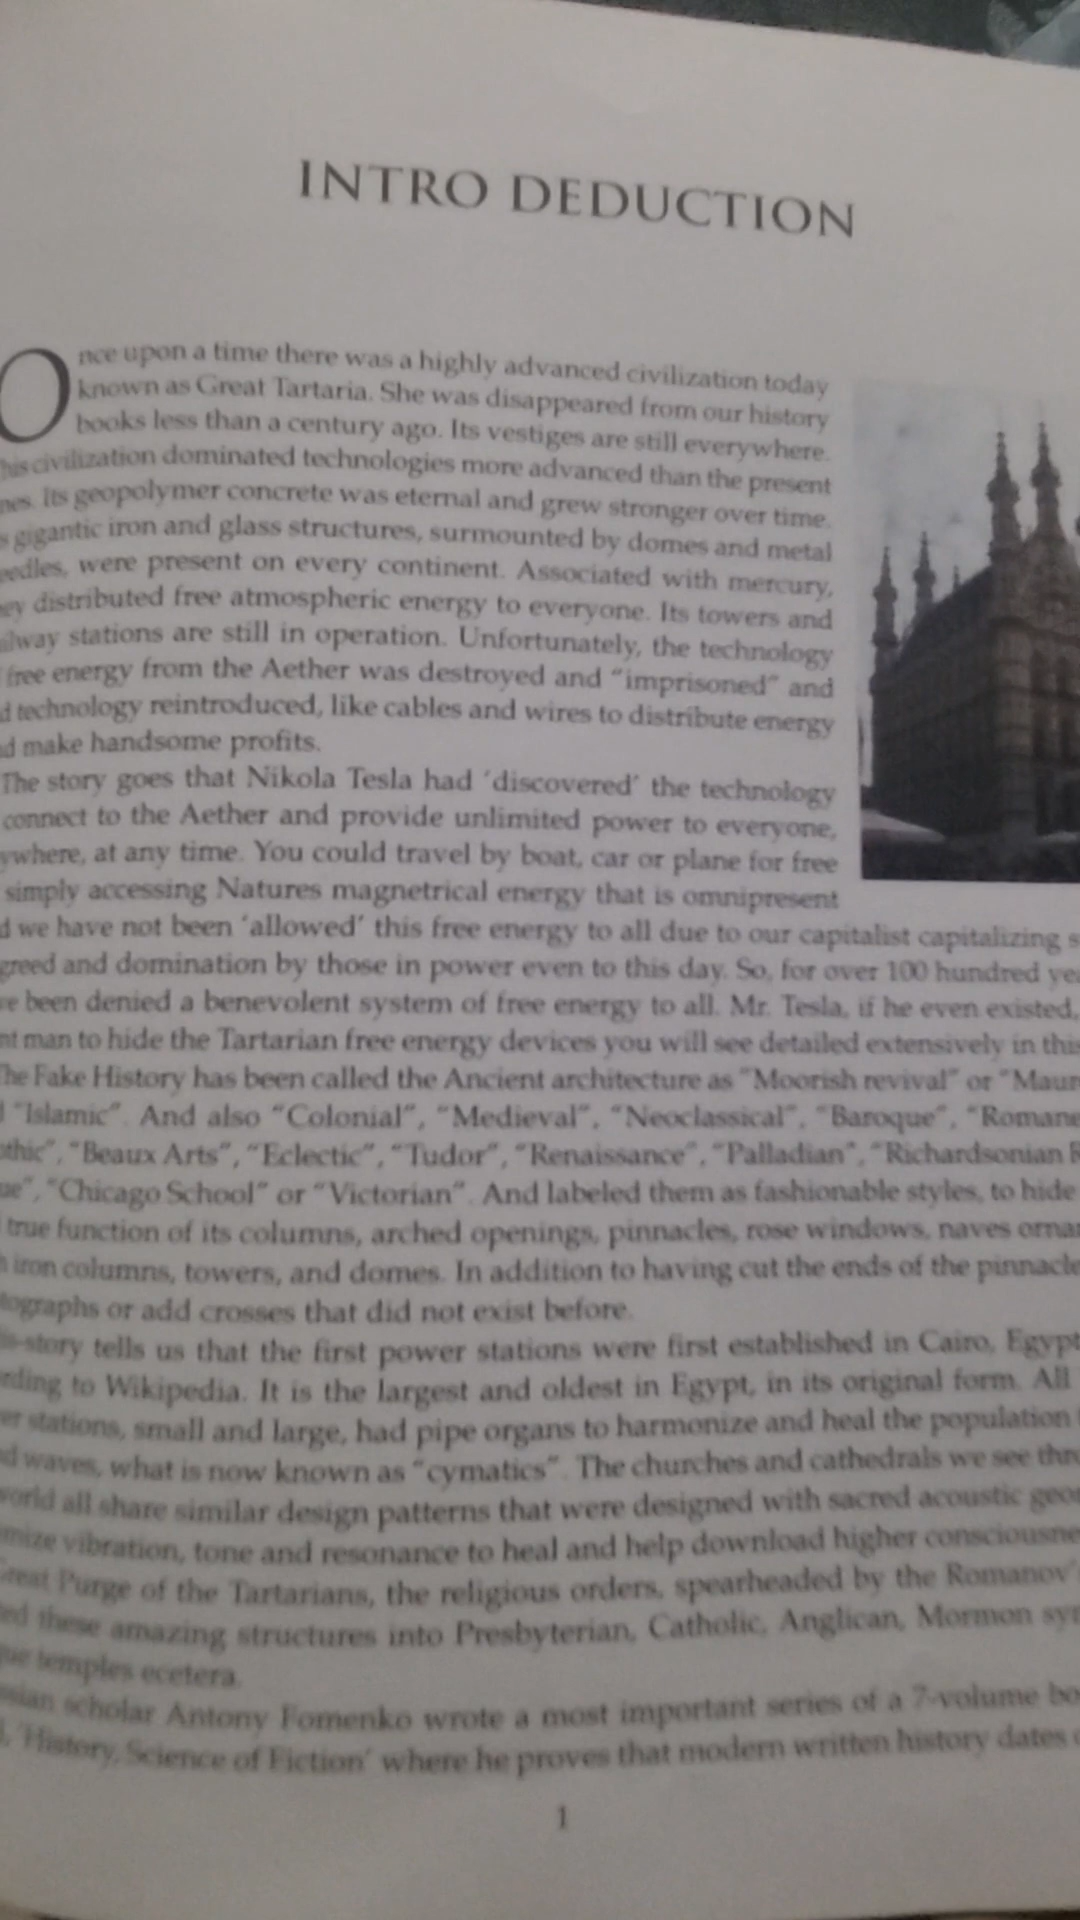 INTRO DEDUCTION
Once upon a time there was a highly advanced civilization today
known as Great Tartaria. She was disappeared from our history
books less than a century ago. Its vestiges are still everywhere.
his civilization dominated technologies more advanced than the present
nes. Its geopolymer concrete was eternal and grew stronger over time.
s gigantic iron and glass structures, surmounted by domes and metal
eedles, were present on every continent. Associated with mercury,
ey distributed free atmospheric energy to everyone. Its towers and
ilway stations are still in operation. Unfortunately, the technology
free energy from the Aether was destroyed and "imprisoned" and
d technology reintroduced, like cables and wires to distribute energy
d make handsome profits.
The story goes that Nikola Tesla had 'discovered' the technology
connect to the Aether and provide unlimited power to everyone,
ywhere, at any time. You could travel by boat, car or plane for free
simply accessing Natures magnetrical energy that is omnipresent
d we have not been 'allowed' this free energy to all due to our capitalist capitalizing s
greed and domination by those in power even to this day. So, for over 100 hundred ye
ve been denied a benevolent system of free energy to all. Mr. Tesla, if he even existed,
nt man to hide the Tartarian free energy devices you will see detailed extensively in this
The Fake History has been called the Ancient architecture as "Moorish revival" or "Maur
"Islamic". And also "Colonial", "Medieval", "Neoclassical", "Baroque", "Romane
othic", "Beaux Arts", "Eclectic", "Tudor", "Renaissance", "Palladian", "Richardsonian R
ue", "Chicago School" or "Victorian". And labeled them as fashionable styles, to hide
true function of its columns, arched openings, pinnacles, rose windows, naves ornar
h iron columns, towers, and domes. In addition to having cut the ends of the pinnacle
tographs or add crosses that did not exist before.
is-story tells us that the first power stations were first established in Cairo, Egypt
rding to Wikipedia. It is the largest and oldest in Egypt, in its original form. All
er stations, small and large, had pipe organs to harmonize and heal the population
d waves, what is now known as "cymatics". The churches and cathedrals we see thro
world all share similar design patterns that were designed with sacred acoustic geor
mize vibration, tone and resonance to heal and help download higher consciousne
Great Purge of the Tartarians, the religious orders, spearheaded by the Romanov'
ted these amazing structures into Presbyterian, Catholic, Anglican, Mormon syn
ue temples ecetera.
ssian scholar Antony Fomenko wrote a most important series of a 7-volume bo
'History, Science of Fiction' where he proves that modern written history dates
1